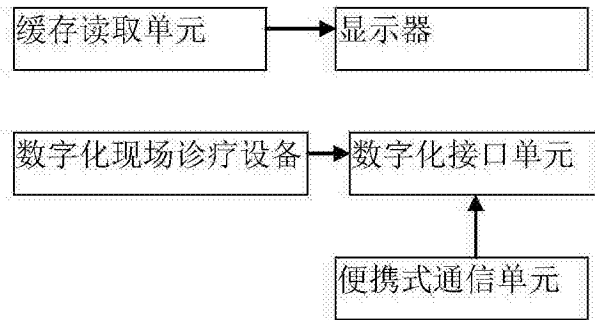 缓存读取单元
显示器
数字化现场诊疗设备
数字化接口单元
便携式通信单元